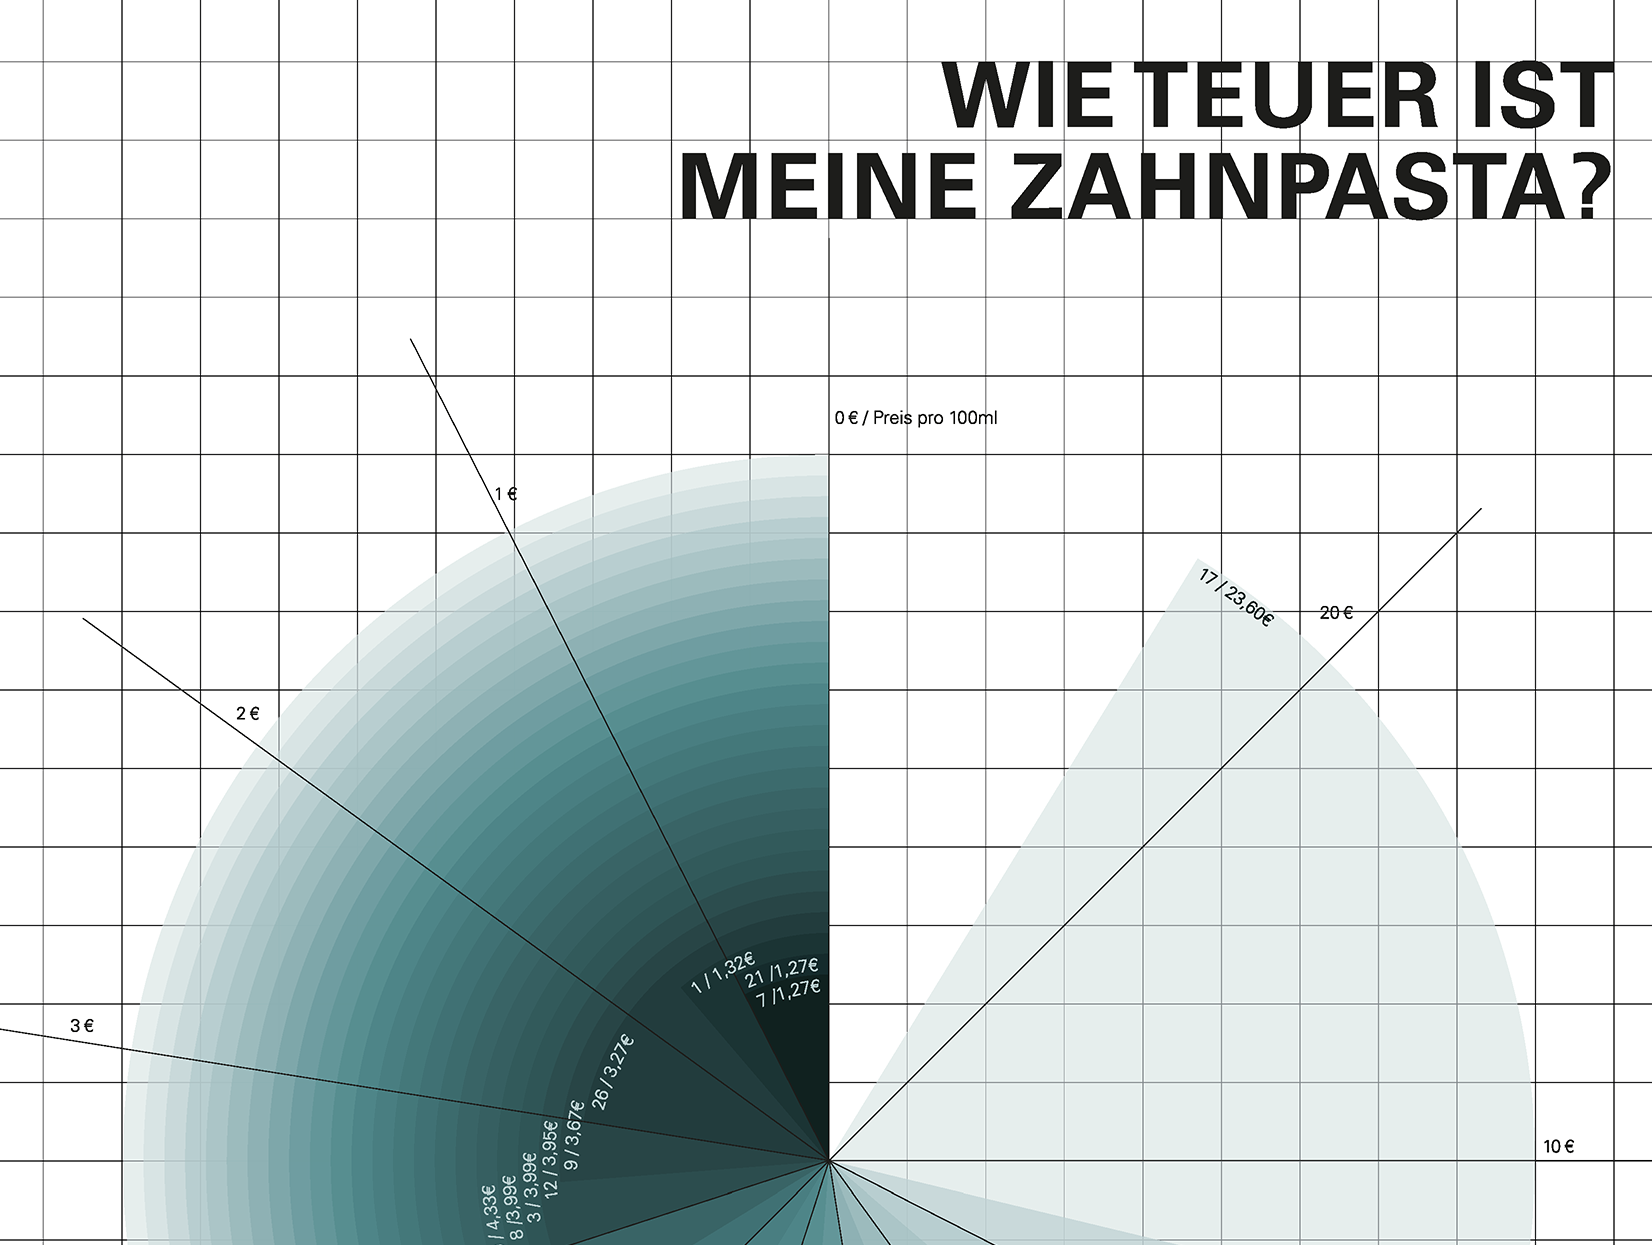 WIE TEUER IST
MEINE ZAHNPASTA?
0 € / Preis pro 100ml
1 €
17 / 23,60€
20 €
2 €
1 / 1,32€
21 /1,27€
7 /1,27€
3 €
26 / 3,27€
9 / 3,67€
12 / 3,95€
3 / 3,99€
8 /3,99€
/ 4,33€
10 €